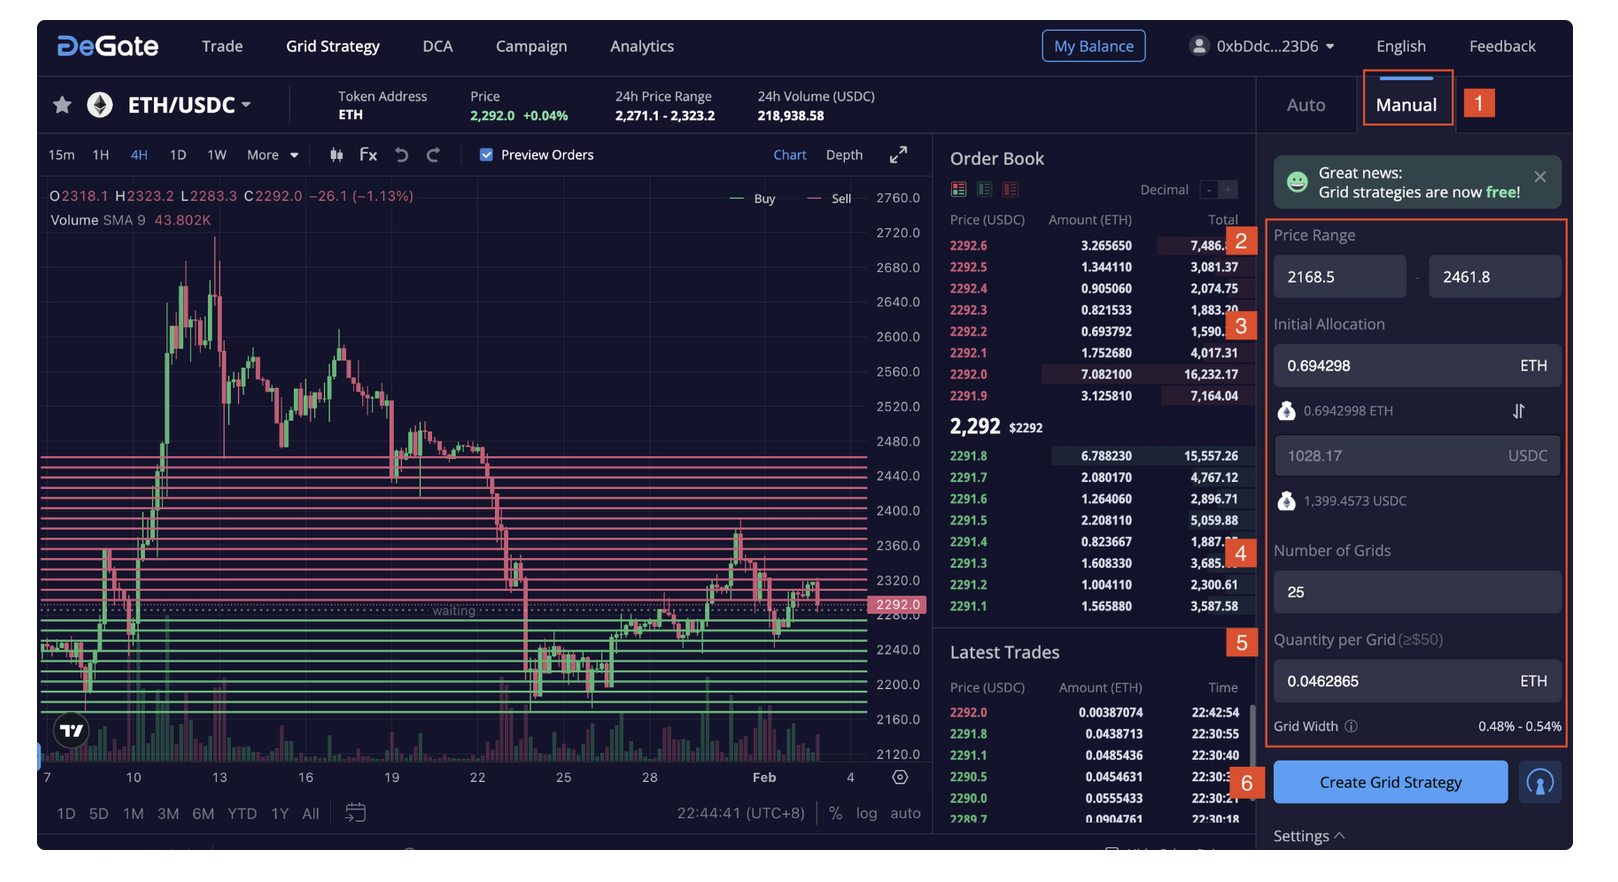 DeGate Trade Grid Strategy DCA Campaign Analytics My Balance 0xbDdc...23D6 English Feedback
ETH/USDC
Token Address
ETH
Price
2,292.0 +0.04%
24h Price Range
2,271.1 - 2,323.2
24h Volume (USDC)
218,938.58
Auto Manual 1
15m 1H 4H 1D 1W More Fx Preview Orders Chart Depth
O2318.1 H2323.2 L2283.3 C2292.0 −26.1 (−1.13%)
Volume SMA 9 43.802K
Buy Sell
2760.0
2720.0
2680.0
2640.0
2600.0
2560.0
2520.0
2480.0
2440.0
2400.0
2360.0
2320.0
2292.0
2280.0
2240.0
2200.0
2160.0
2120.0
waiting
7 10 13 16 19 22 25 28 Feb 4
1D 5D 1M 3M 6M YTD 1Y All 22:44:41 (UTC+8) % log auto
Order Book
Decimal - +
Price (USDC) Amount (ETH) Total
2292.6 3.265650 7,486.
2292.5 1.344110 3,081.37
2292.4 0.905060 2,074.75
2292.3 0.821533 1,883.20
2292.2 0.693792 1,590.
2292.1 1.752680 4,017.31
2292.0 7.082100 16,232.17
2291.9 3.125810 7,164.04
2,292 $2292
2291.8 6.788230 15,557.26
2291.7 2.080170 4,767.12
2291.6 1.264060 2,896.71
2291.5 2.208110 5,059.88
2291.4 0.823667 1,887.
2291.3 1.608330 3,685.
2291.2 1.004110 2,300.61
2291.1 1.565880 3,587.58
Latest Trades
Price (USDC) Amount (ETH) Time
2292.0 0.00387074 22:42:54
2291.8 0.0438713 22:30:55
2291.1 0.0485436 22:30:40
2290.5 0.0454631 22:30:
2290.0 0.0555433 22:30:21
2289.7 0.0904761 22:30:18
Great news:
Grid strategies are now free!
2 Price Range
2168.5 - 2461.8
3 Initial Allocation
0.694298 ETH
0.6942998 ETH
1028.17 USDC
1,399.4573 USDC
4 Number of Grids
25
5 Quantity per Grid(≥$50)
0.0462865 ETH
Grid Width 0.48% - 0.54%
6 Create Grid Strategy
Settings